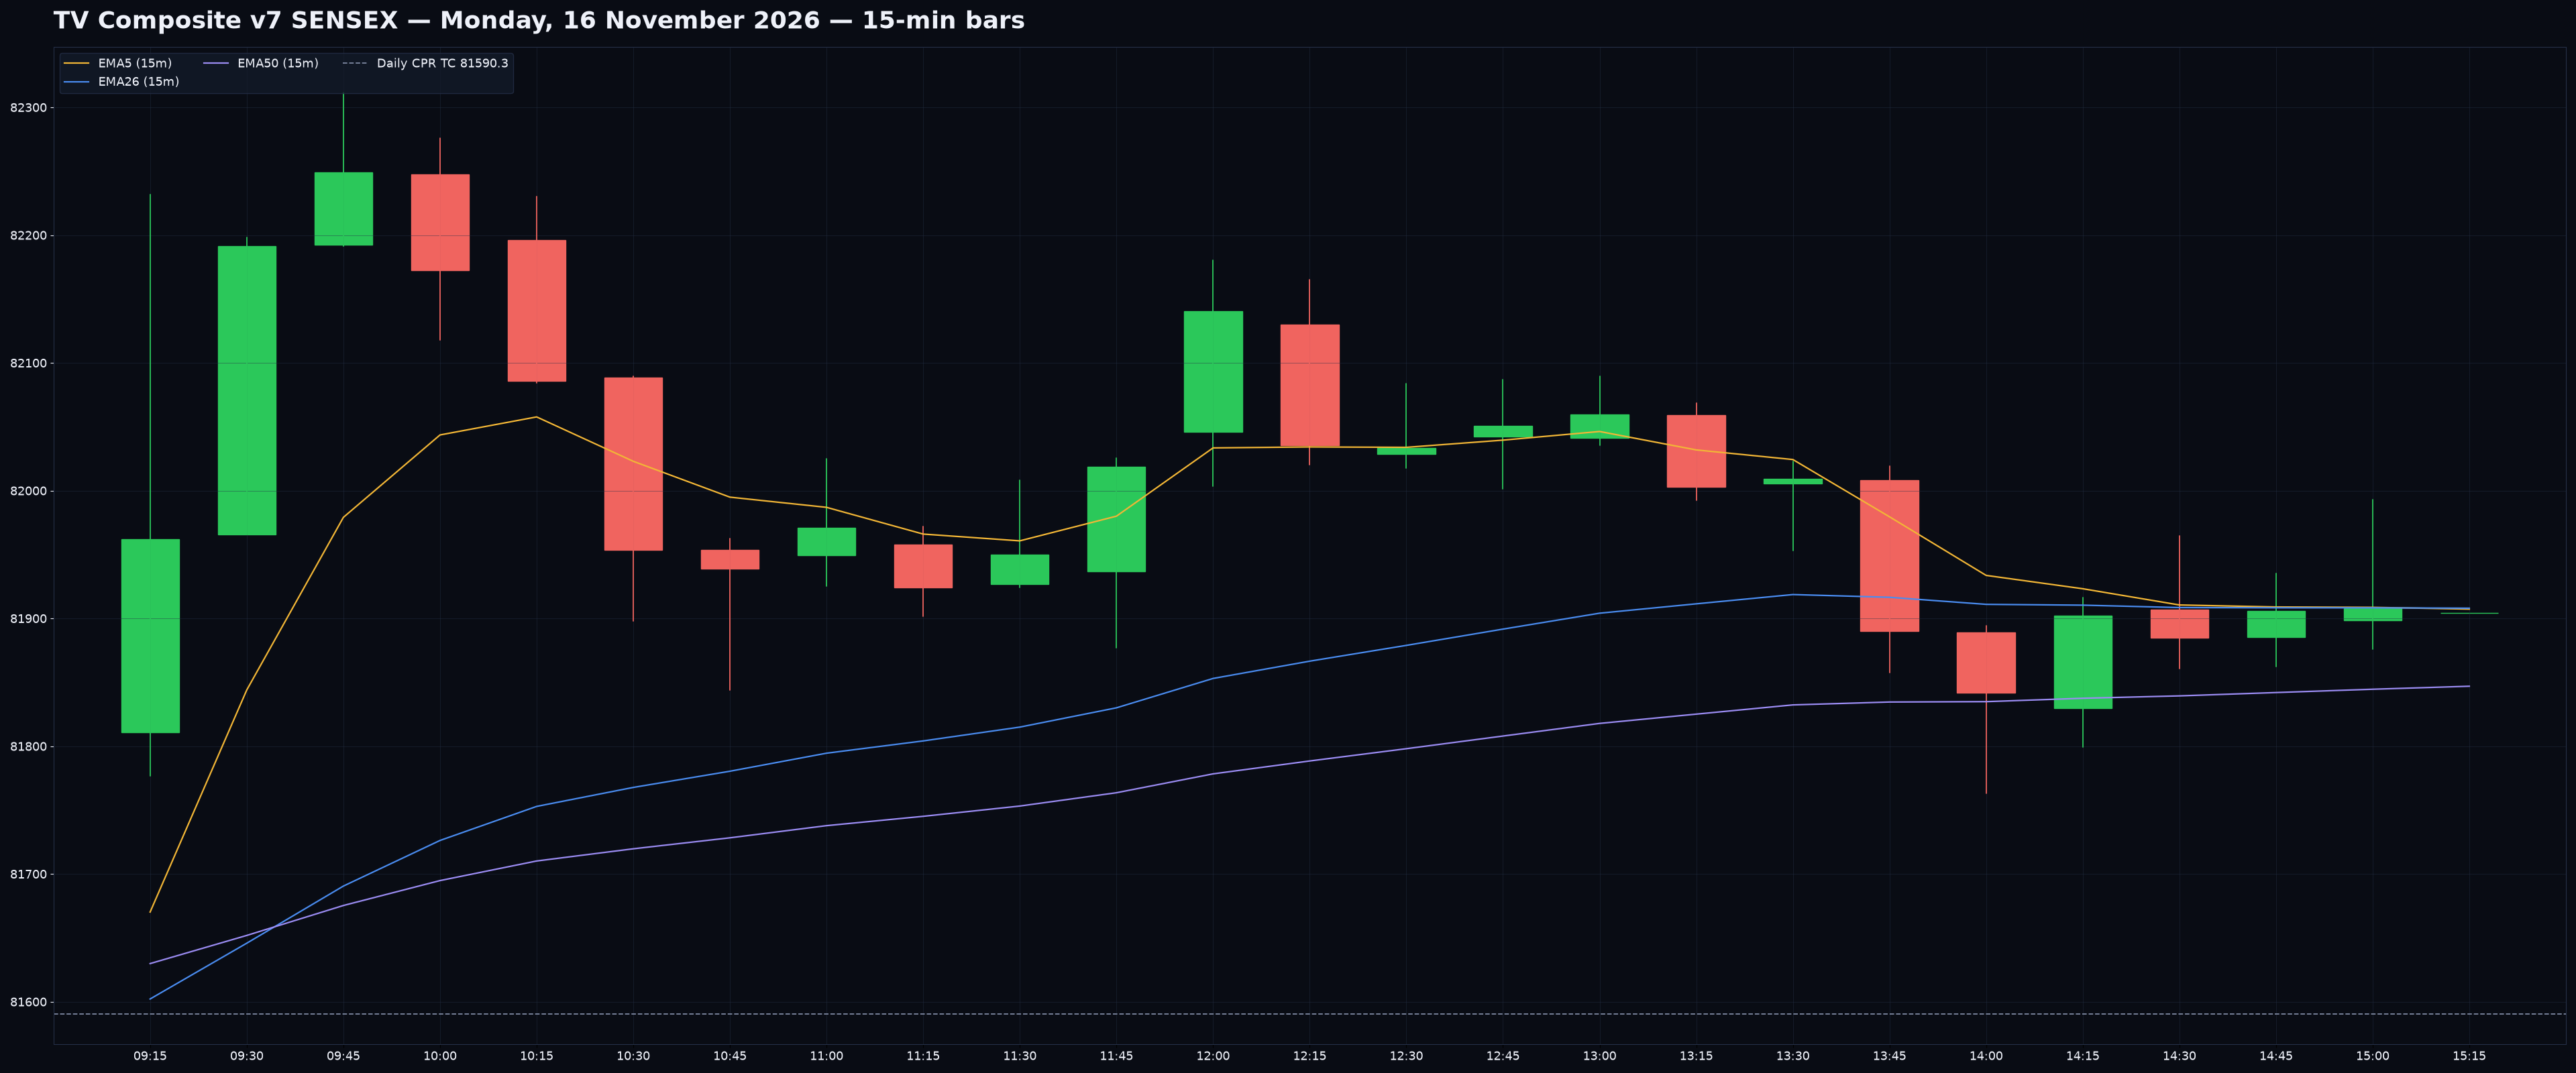 TV Composite v7 SENSEX — Monday, 16 November 2026 — 15-min bars
EMA5 (15m) EMA50 (15m) Daily CPR TC 81590.3
EMA26 (15m)
82300
82200
82100
82000
81900
81800
81700
81600
09:15 09:30 09:45 10:00 10:15 10:30 10:45 11:00 11:15 11:30 11:45 12:00 12:15 12:30 12:45 13:00 13:15 13:30 13:45 14:00 14:15 14:30 14:45 15:00 15:15